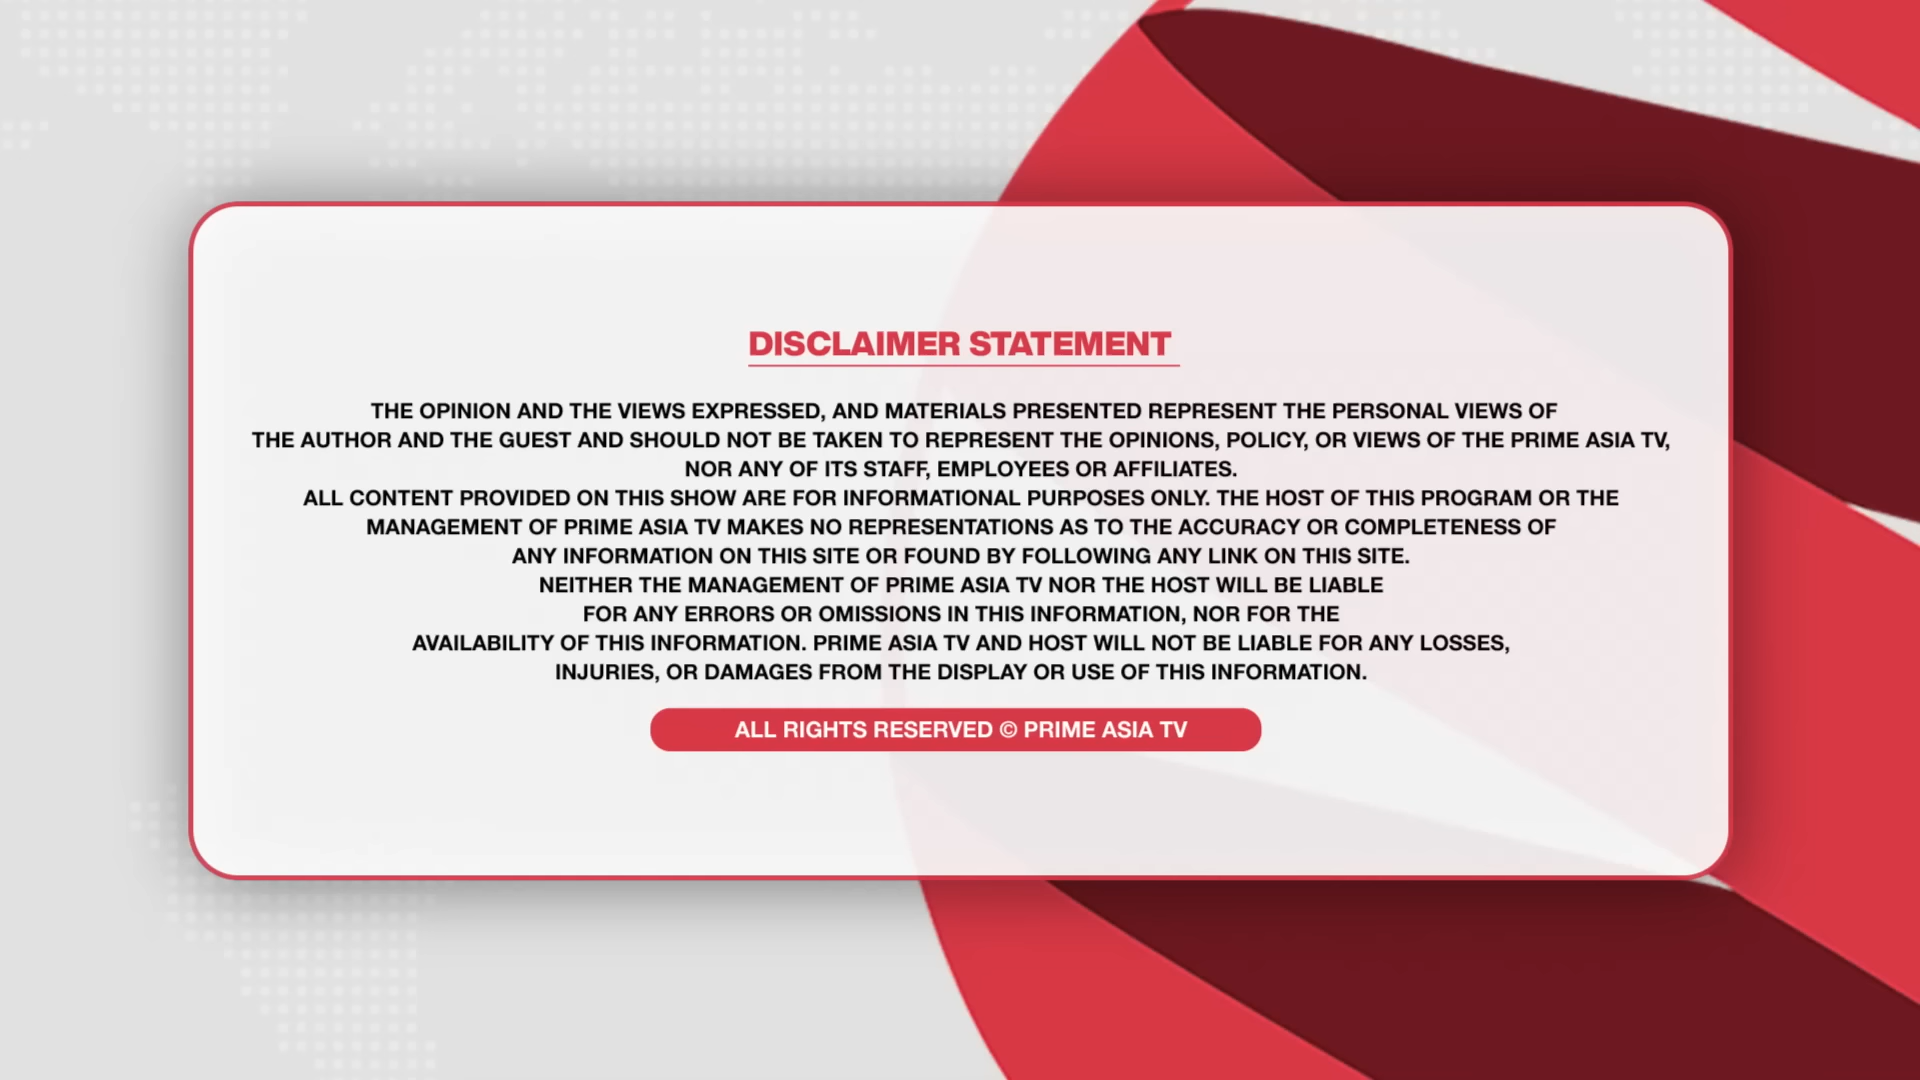 DISCLAIMER STATEMENT
THE OPINION AND THE VIEWS EXPRESSED, AND MATERIALS PRESENTED REPRESENT THE PERSONAL VIEWS OF
THE AUTHOR AND THE GUEST AND SHOULD NOT BE TAKEN TO REPRESENT THE OPINIONS, POLICY, OR VIEWS OF THE PRIME ASIA TV,
NOR ANY OF ITS STAFF, EMPLOYEES OR AFFILIATES.
ALL CONTENT PROVIDED ON THIS SHOW ARE FOR INFORMATIONAL PURPOSES ONLY. THE HOST OF THIS PROGRAM OR THE
MANAGEMENT OF PRIME ASIA TV MAKES NO REPRESENTATIONS AS TO THE ACCURACY OR COMPLETENESS OF
ANY INFORMATION ON THIS SITE OR FOUND BY FOLLOWING ANY LINK ON THIS SITE.
NEITHER THE MANAGEMENT OF PRIME ASIA TV NOR THE HOST WILL BE LIABLE
FOR ANY ERRORS OR OMISSIONS IN THIS INFORMATION, NOR FOR THE
AVAILABILITY OF THIS INFORMATION. PRIME ASIA TV AND HOST WILL NOT BE LIABLE FOR ANY LOSSES,
INJURIES, OR DAMAGES FROM THE DISPLAY OR USE OF THIS INFORMATION.
ALL RIGHTS RESERVED © PRIME ASIA TV